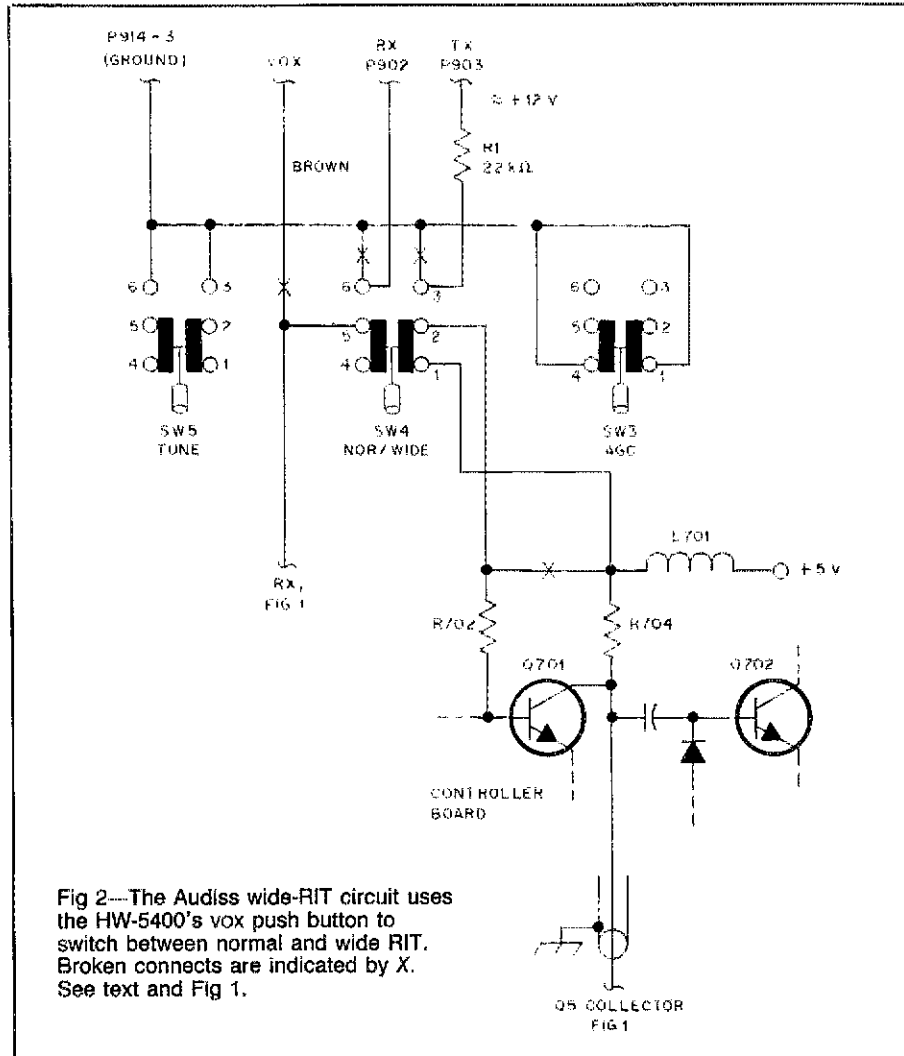 P914-3
(GROUND)
VOX
RX
P902
TX
P903
≈ +12 V
R1
22 kΩ
BROWN
6
3
6
3
6
3
5
2
5
2
5
2
4
1
4
1
4
1
SW5
TUNE
SW4
NOR/WIDE
SW3
AGC
L701
+5 V
RX,
FIG 1
R702
R704
Q701
Q702
CONTROLLER
BOARD
Fig 2—The Audiss wide-RIT circuit uses
the HW-5400's vox push button to
switch between normal and wide RIT.
Broken connects are indicated by X.
See text and Fig 1.
Q5 COLLECTOR
FIG 1